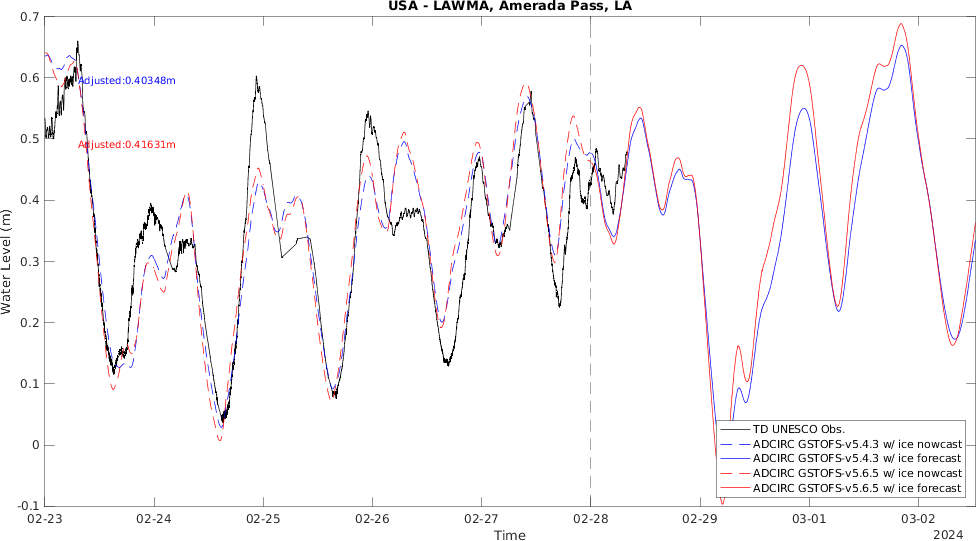 USA - LAWMA, Amerada Pass, LA
0.7
0.6
0.5
0.4
0.3
0.2
0.1
0
-0.1
Water Level (m)
Adjusted:0.40348m
Adjusted:0.41631m
TD UNESCO Obs.
ADCIRC GSTOFS-v5.4.3 w/ ice nowcast
ADCIRC GSTOFS-v5.4.3 w/ ice forecast
ADCIRC GSTOFS-v5.6.5 w/ ice nowcast
ADCIRC GSTOFS-v5.6.5 w/ ice forecast
02-23 02-24 02-25 02-26 02-27 02-28 02-29 03-01 03-02
Time
2024